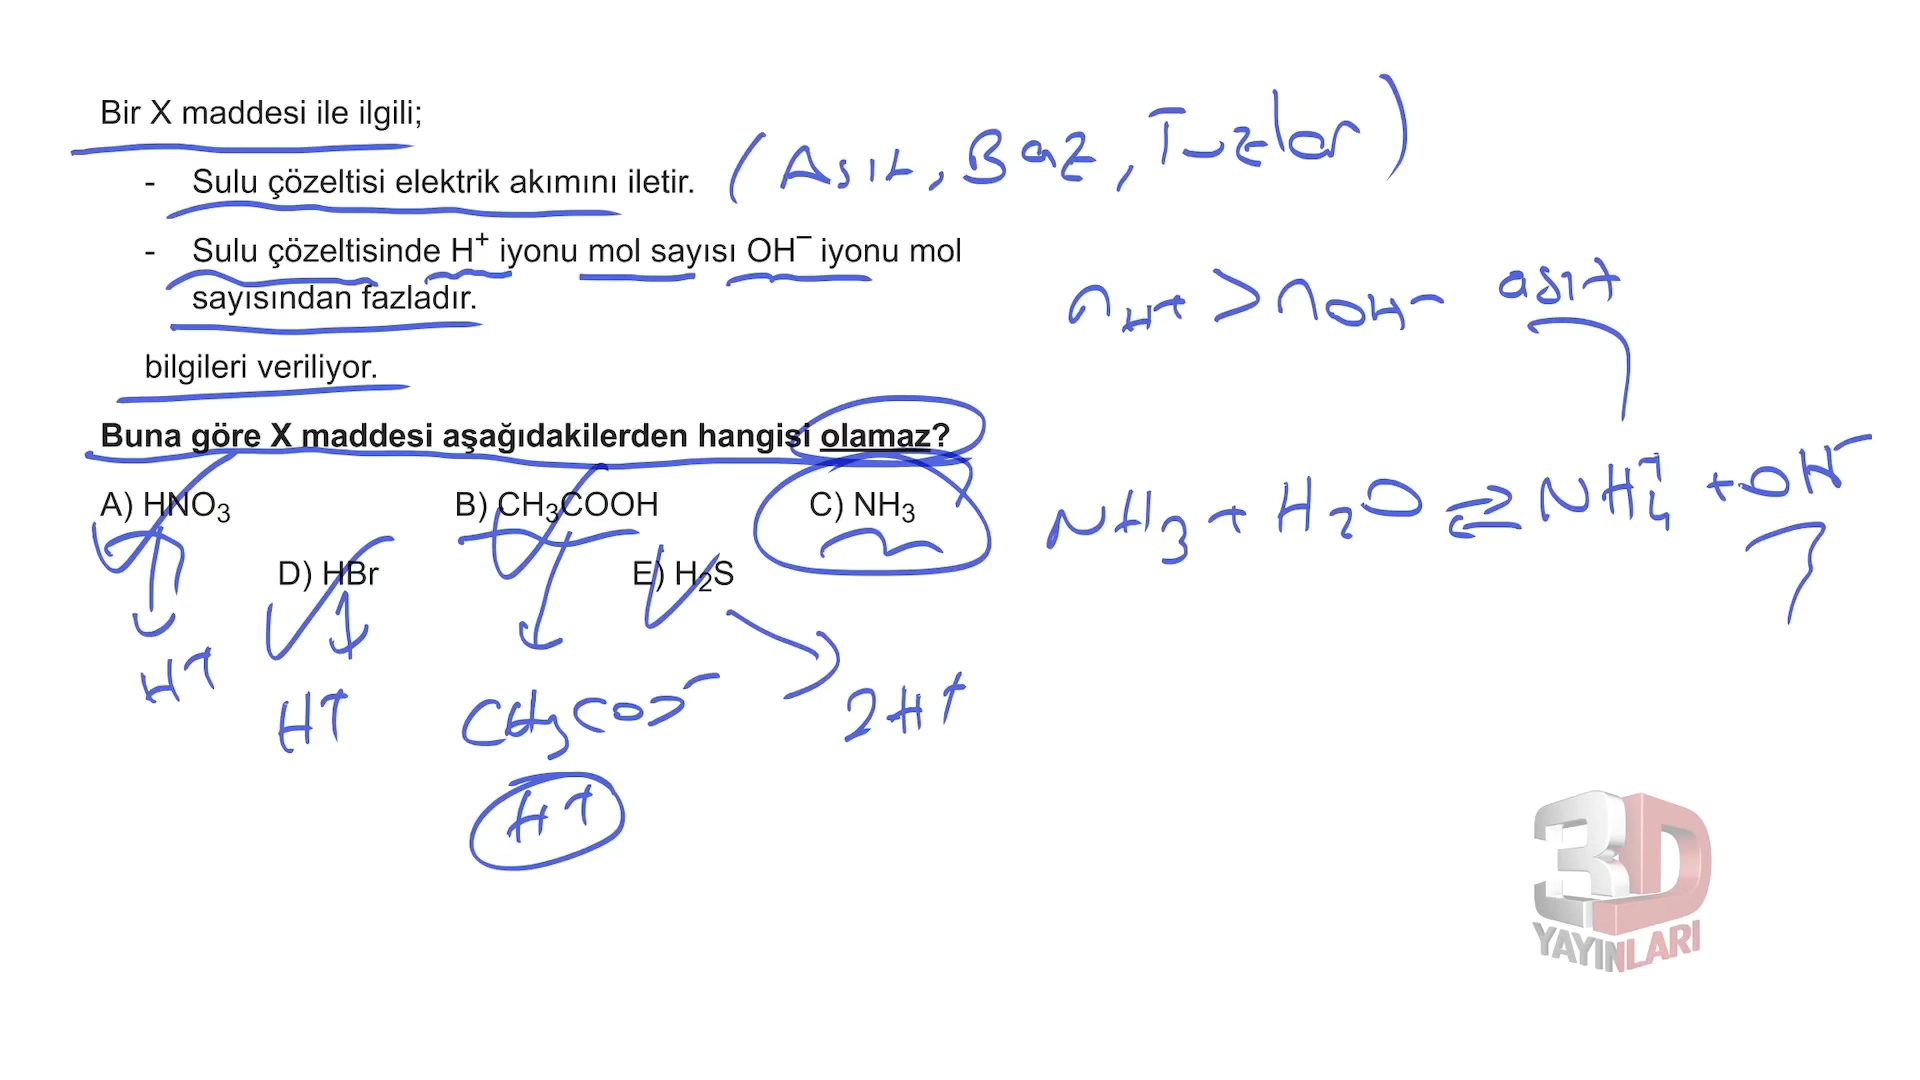 Bir X maddesi ile ilgili;
- Sulu çözeltisi elektrik akımını iletir. (Asit, Baz, Tuzlar)
- Sulu çözeltisinde H⁺ iyonu mol sayısı OH⁻ iyonu mol
sayısından fazladır.
nH⁺ > nOH⁻ asit
bilgileri veriliyor.
Buna göre X maddesi aşağıdakilerden hangisi olamaz?
A) HNO₃ B) CH₃COOH C) NH₃
NH₃ + H₂O ⇌ NH₄⁺ + OH⁻
D) HBr E) H₂S
H⁺ H⁺ CH₃COO⁻ 2H⁺
H⁺
3D
YAYINLARI